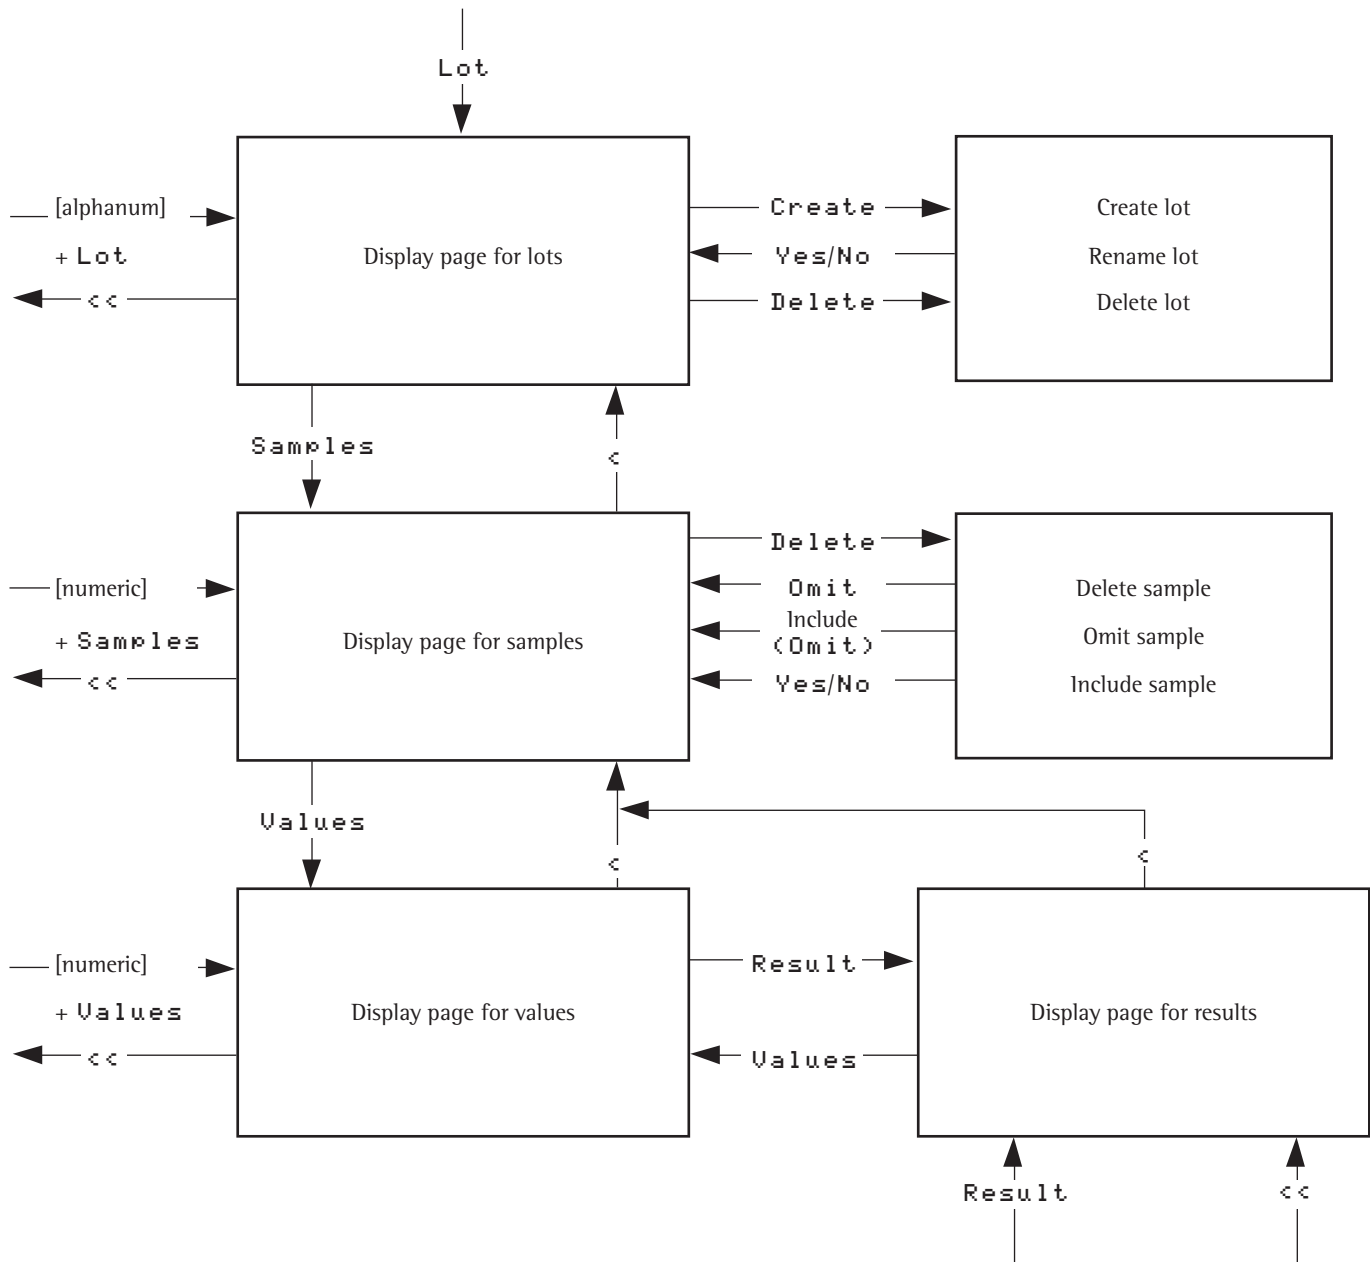 Lot
[alphanum]
+ Lot
<<
Display page for lots
Create
Yes/No
Delete
Create lot
Rename lot
Delete lot
Samples
<
[numeric]
+ Samples
<<
Display page for samples
Delete
Omit
Include
(Omit)
Yes/No
Delete sample
Omit sample
Include sample
Values
<
<
[numeric]
+ Values
<<
Display page for values
Result
Values
Display page for results
Result
<<